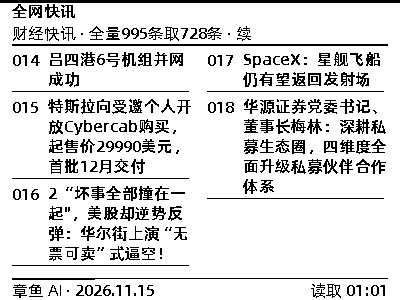 全网快讯
财经快讯 · 全量995条取728条 · 续
014 吕四港6号机组并网
成功
015 特斯拉向受邀个人开
放Cybercab购买，
起售价29990美元，
首批12月交付
016 2“坏事全部撞在一
起"，美股却逆势反
弹：华尔街上演“无
票可卖”式逼空！
017 SpaceX：星舰飞船
仍有望返回发射场
018 华源证券党委书记、
董事长梅林：深耕私
募生态圈，四维度全
面升级私募伙伴合作
体系
章鱼 AI · 2026.11.15
读取 01:01